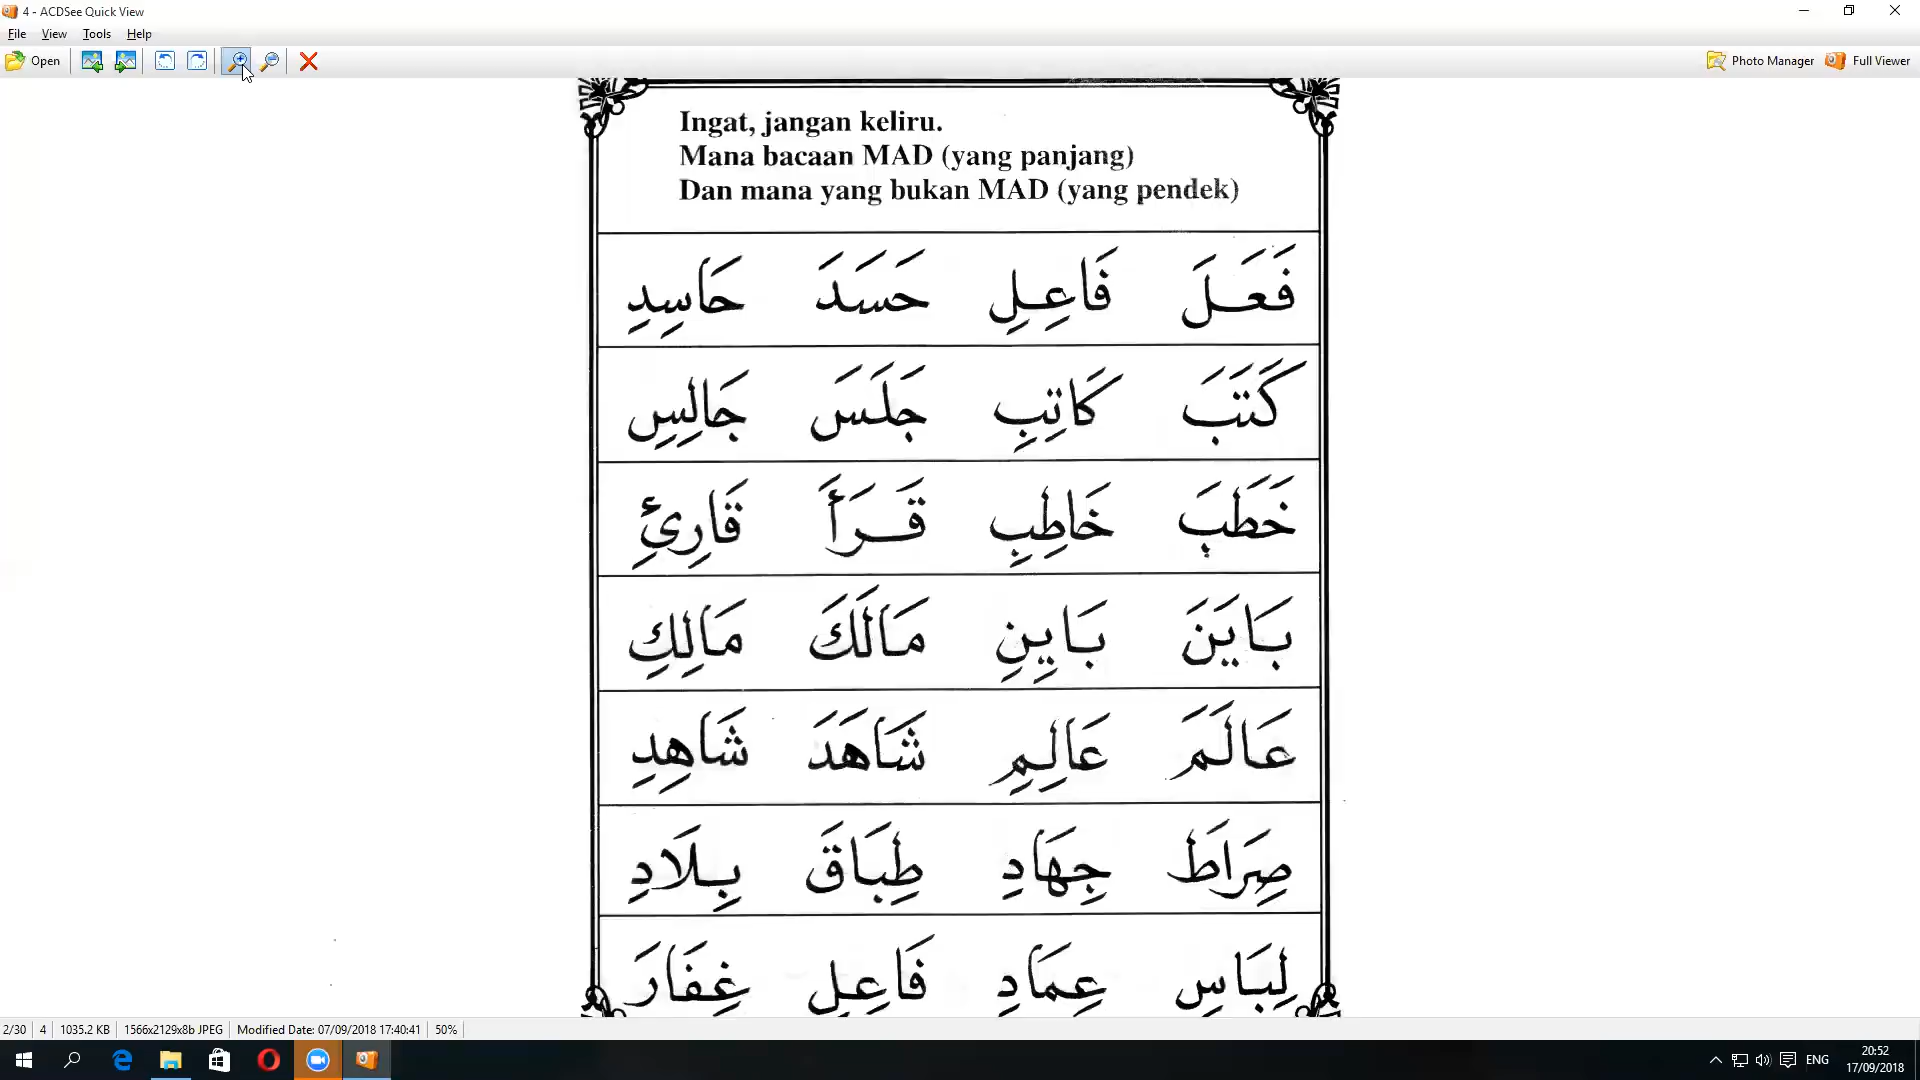 4 - ACDSee Quick View
File View Tools Help
Open Photo Manager Full Viewer
Ingat, jangan keliru.
Mana bacaan MAD (yang panjang)
Dan mana yang bukan MAD (yang pendek)
فَعَلَ فَاعِلِ حَسَدَ حَاسِدِ
كَتَبَ كَاتِبِ جَلَسَ جَالِسِ
خَطَبَ خَاطِبِ قَرَأَ قَارِئِ
بَايَنَ بَايِنِ مَالَكَ مَالِكِ
عَالَمَ عَالِمِ شَاهَدَ شَاهِدِ
صِرَاطَ جِهَادِ طِبَاقَ بِلَادِ
لِبَاسِ عِمَادِ فَاعِلِ غِفَارَ
2/30 4 1035.2 KB 1566x2129x8b JPEG Modified Date: 07/09/2018 17:40:41 50%
ENG 20:52
17/09/2018